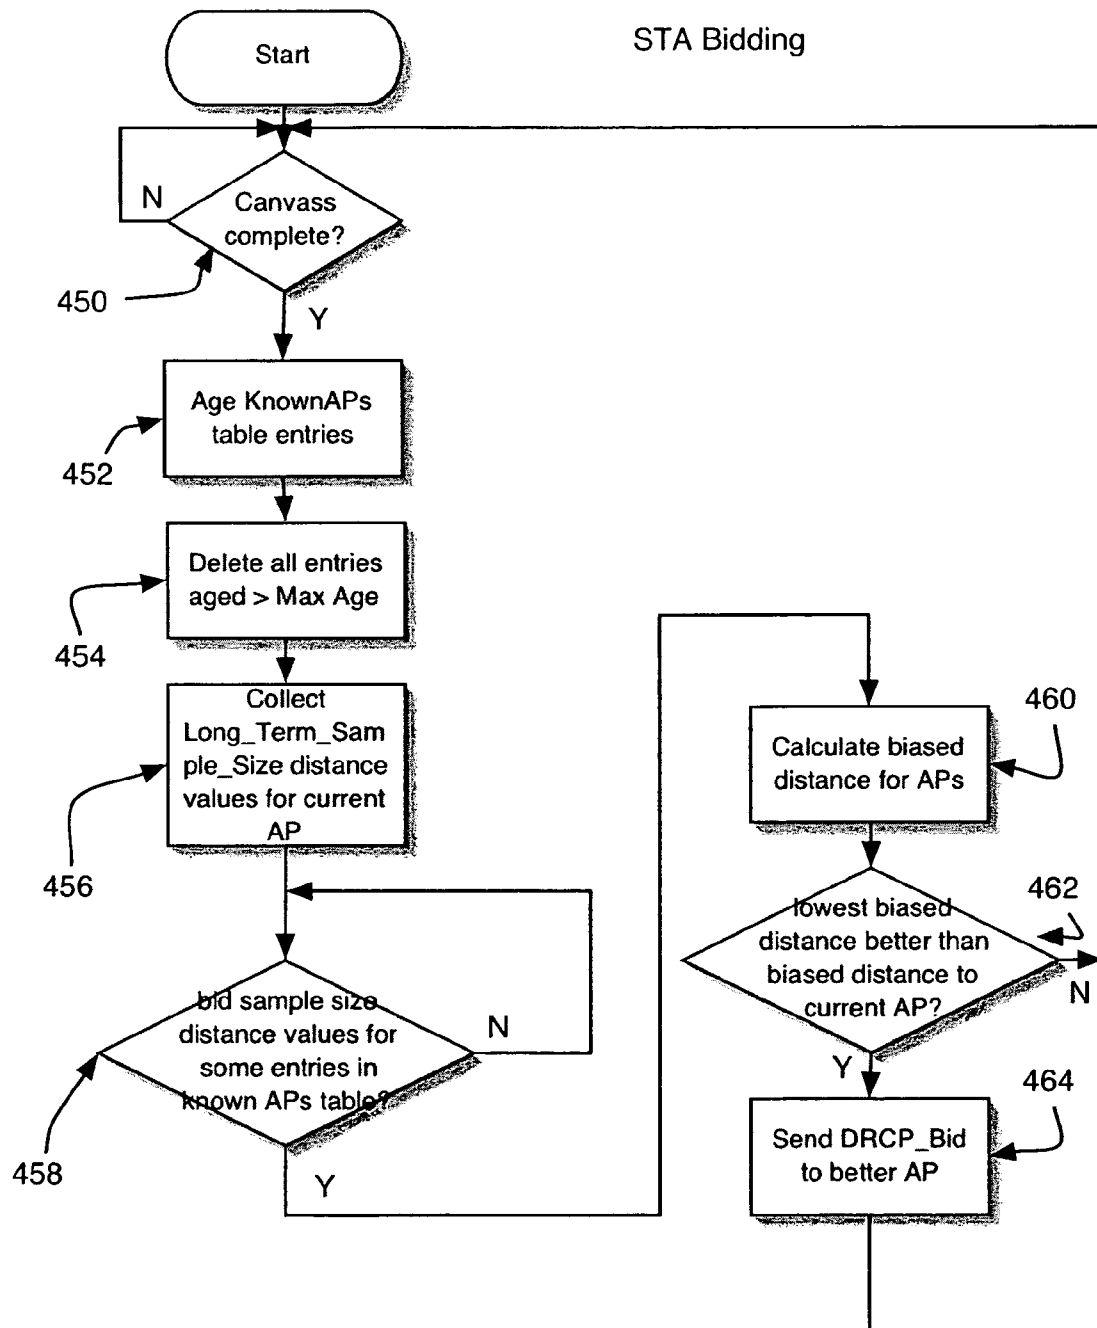 STA Bidding
Start
N
Canvass
complete?
450
Y
Age KnownAPs
table entries
452
Delete all entries
aged > Max Age
454
Collect
Long_Term_Sam
ple_Size distance
values for current
AP
456
bid sample size
distance values for
some entries in
known APs table?
N
458
Y
460
Calculate biased
distance for APs
462
lowest biased
distance better than
biased distance to
current AP?
N
Y
464
Send DRCP_Bid
to better AP